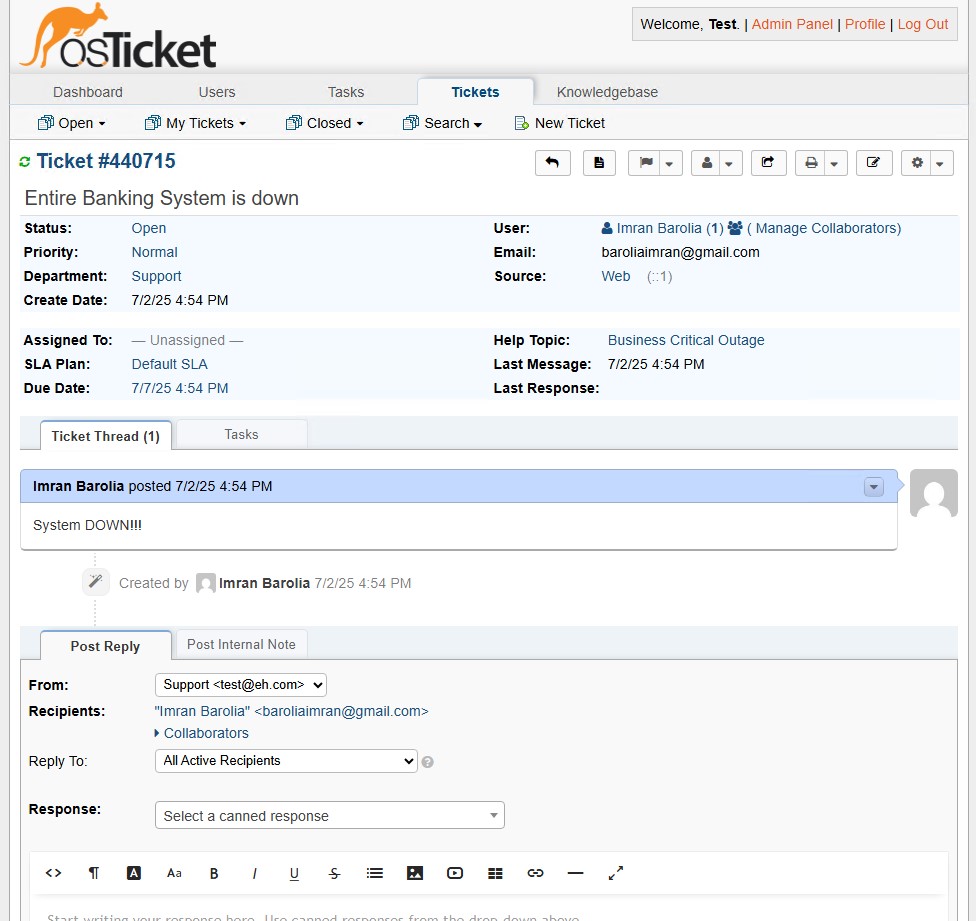 osTicket
Welcome, Test. | Admin Panel | Profile | Log Out
Dashboard Users Tasks Tickets Knowledgebase
Open My Tickets Closed Search New Ticket
Ticket #440715
Entire Banking System is down
Status: Open User: Imran Barolia (1) ( Manage Collaborators)
Priority: Normal Email: baroliaimran@gmail.com
Department: Support Source: Web (::1)
Create Date: 7/2/25 4:54 PM
Assigned To: — Unassigned — Help Topic: Business Critical Outage
SLA Plan: Default SLA Last Message: 7/2/25 4:54 PM
Due Date: 7/7/25 4:54 PM Last Response:
Ticket Thread (1) Tasks
Imran Barolia posted 7/2/25 4:54 PM
System DOWN!!!
Created by Imran Barolia 7/2/25 4:54 PM
Post Reply Post Internal Note
From: Support <test@eh.com>
Recipients: "Imran Barolia" <baroliaimran@gmail.com>
Collaborators
Reply To: All Active Recipients ?
Response: Select a canned response
<> ¶ A Aa B I U S
Start writing your response here. Use canned responses from the drop-down above